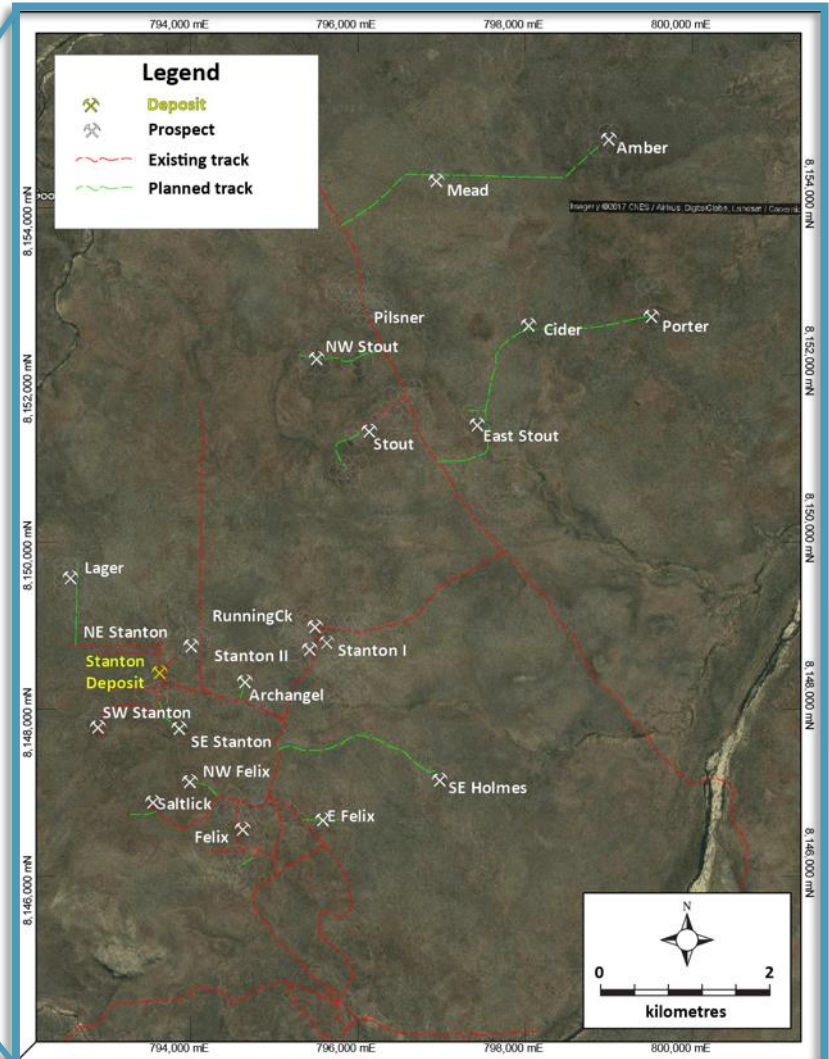 794,000 mE
796,000 mE
798,000 mE
800,000 mE
Legend
Deposit
Prospect
Existing track
Planned track
Amber
Mead
8,154,000 mN
8,154,000 mN
Imagery ©2017 CNES / Airbus, DigitalGlobe, Landsat /
Pilsner
Cider
Porter
NW Stout
8,152,000 mN
8,152,000 mN
Stout
East Stout
8,150,000 mN
8,150,000 mN
Lager
RunningCk
NE Stanton
Stanton II
Stanton I
Stanton
Deposit
Archangel
8,148,000 mN
8,148,000 mN
SW Stanton
SE Stanton
NW Felix
SE Holmes
Saltlick
E Felix
Felix
8,146,000 mN
8,146,000 mN
N
0
2
kilometres
794,000 mE
796,000 mE
798,000 mE
800,000 mE